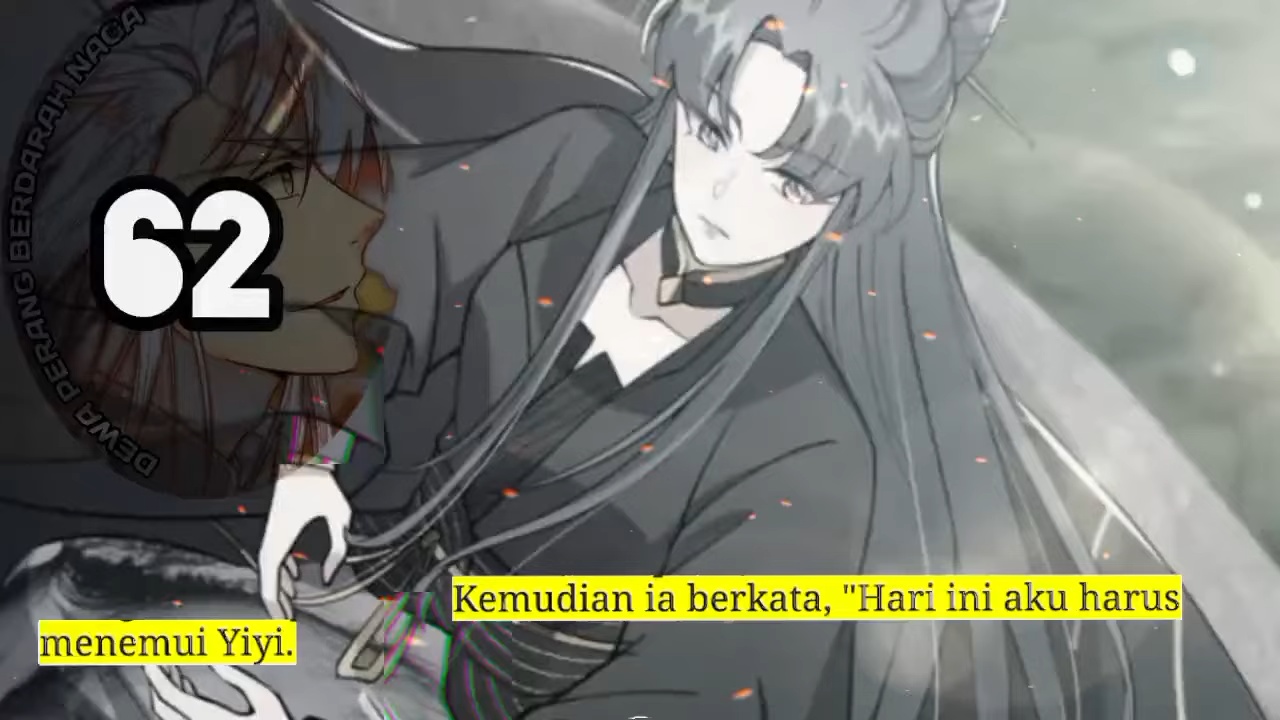 DEWA PERANG BERDARAH NAGA
62
Kemudian ia berkata, "Hari ini aku harus
menemui Yiyi.